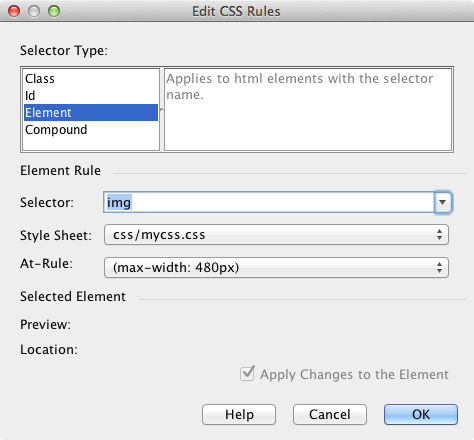 Edit CSS Rules
Selector Type:
Class
Id
Element
Compound
Applies to html elements with the selector
name.
Element Rule
Selector: img
Style Sheet: css/mycss.css
At-Rule: (max-width: 480px)
Selected Element
Preview:
Location:
Apply Changes to the Element
Help Cancel OK